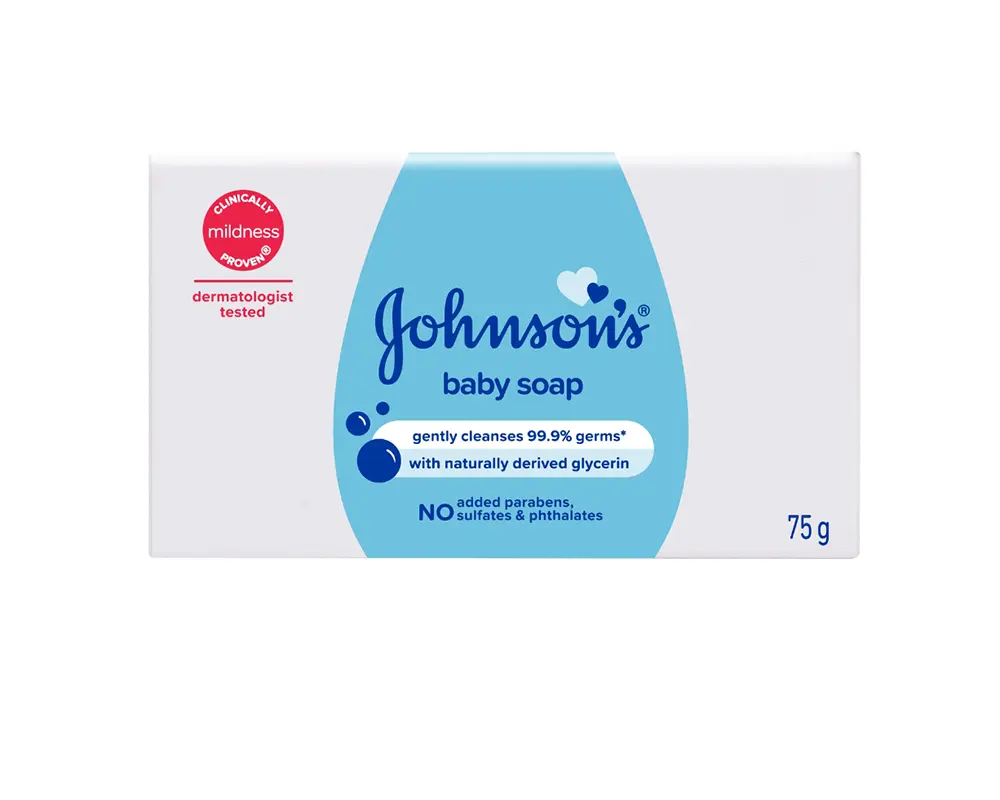 CLINICALLY
mildness
PROVEN®
dermatologist
tested
Johnson's®
baby soap
gently cleanses 99.9% germs*
with naturally derived glycerin
NO added parabens,
sulfates & phthalates
75 g